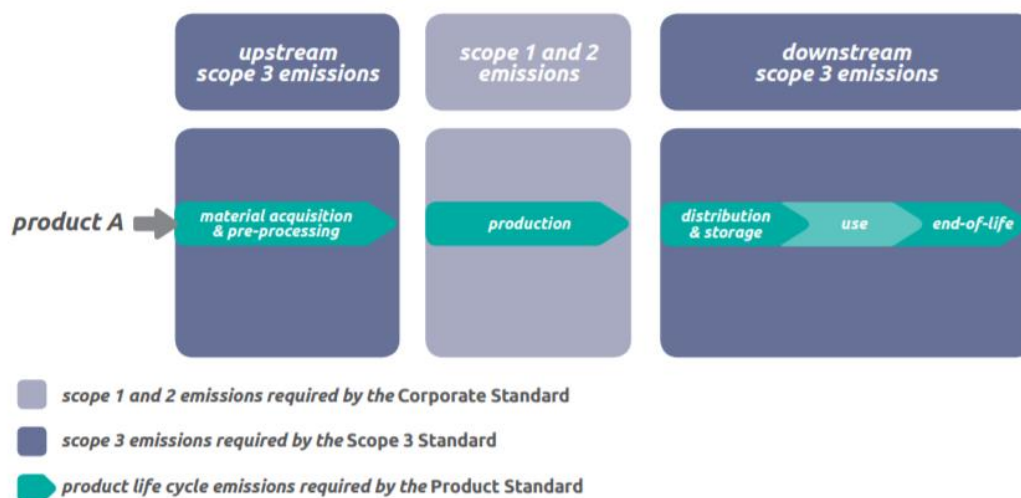 upstream
scope 3 emissions
scope 1 and 2
emissions
downstream
scope 3 emissions
product A
material acquisition
& pre-processing
production
distribution
& storage
use
end-of-life
scope 1 and 2 emissions required by the Corporate Standard
scope 3 emissions required by the Scope 3 Standard
product life cycle emissions required by the Product Standard